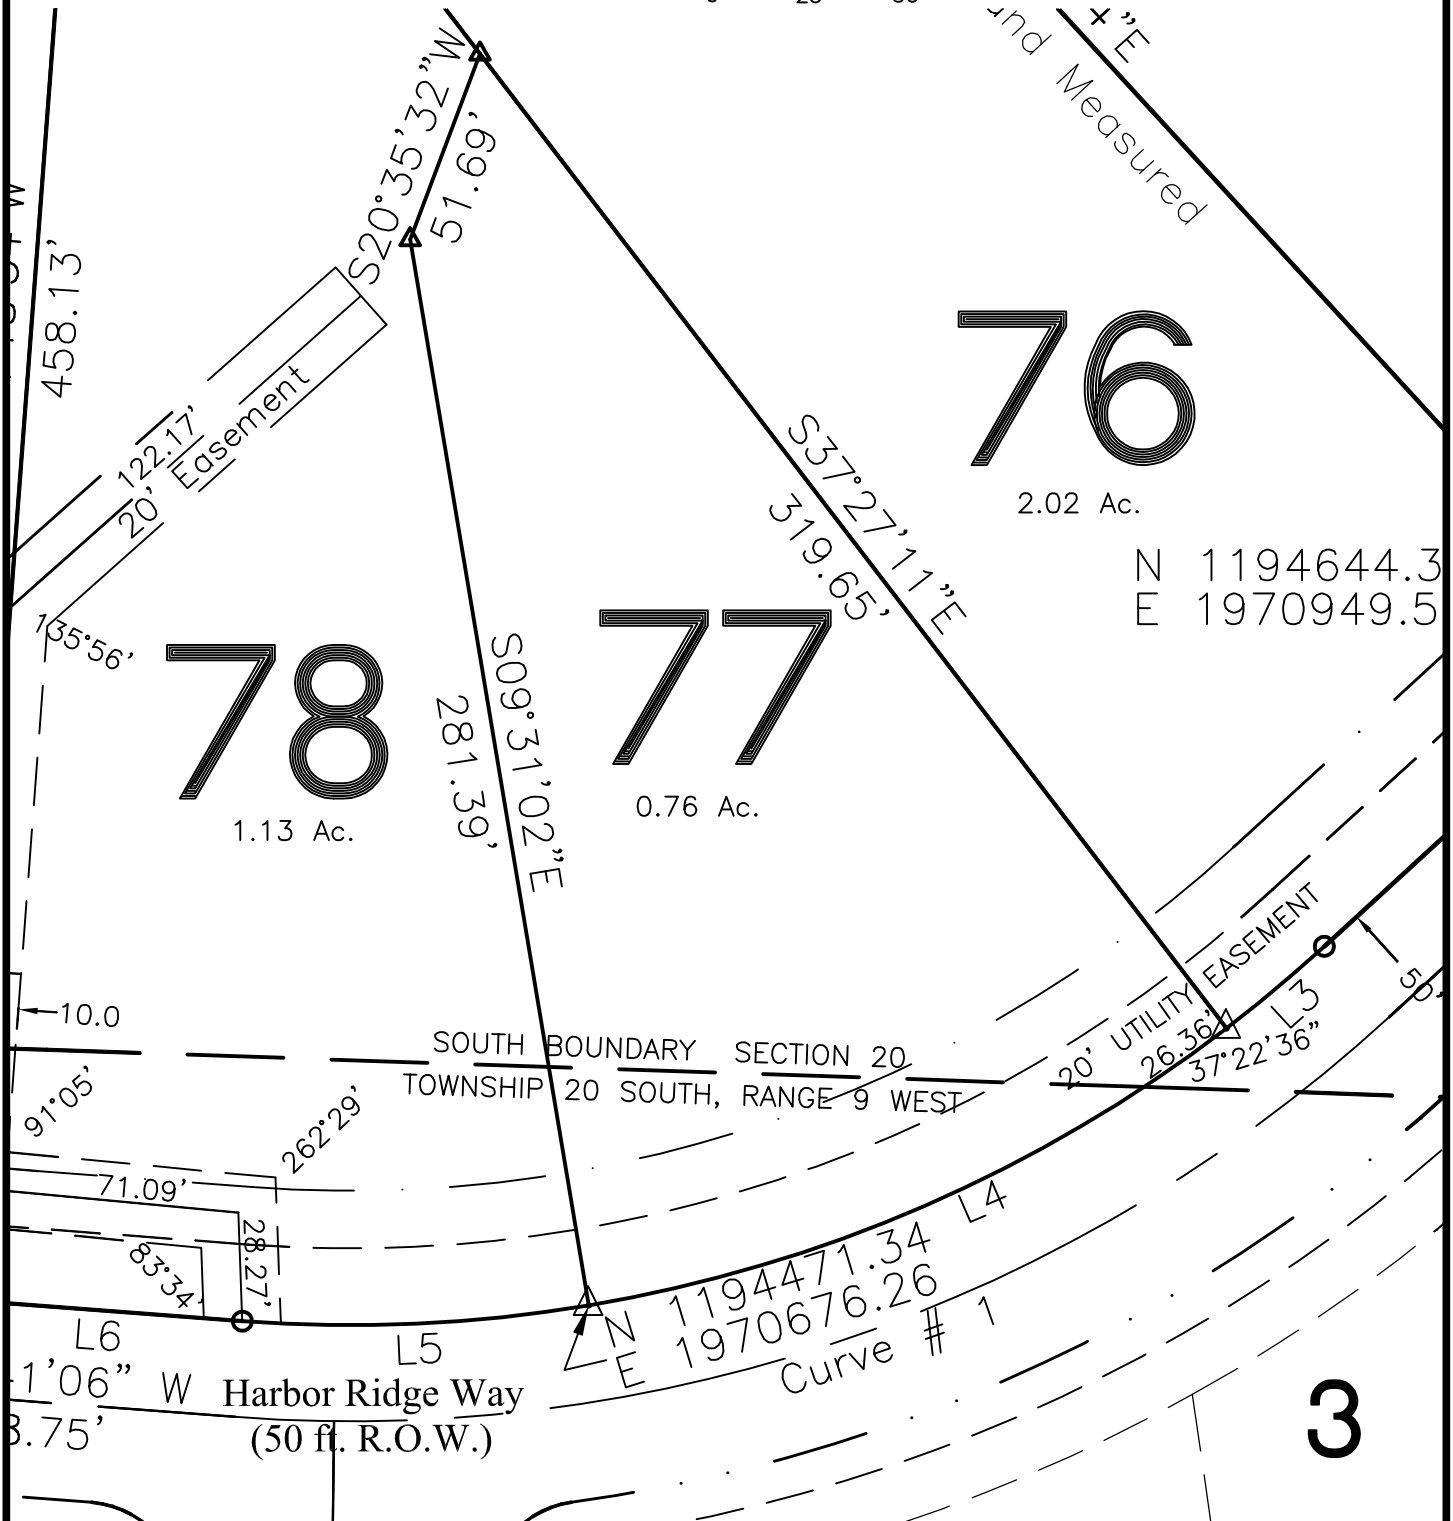 "E
und Measured
S20°35'32"W
51.69'
458.13'
122.17'
20' Easement
76
2.02 Ac.
S37°27'11"E
319.65'
N 1194644.3
E 1970949.5
135°56'
78
1.13 Ac.
77
0.76 Ac.
S09°31'02"E
281.39'
10.0
SOUTH BOUNDARY SECTION 20
TOWNSHIP 20 SOUTH, RANGE 9 WEST
20' UTILITY EASEMENT
26.36'
37°22'36"
L3
50'
91°05'
262°29'
71.09'
28.27'
83°34'
L4
N 1194471.34
E 1970676.26
Curve # 1
L6
L5
1'06" W
3.75'
Harbor Ridge Way
(50 ft. R.O.W.)
3